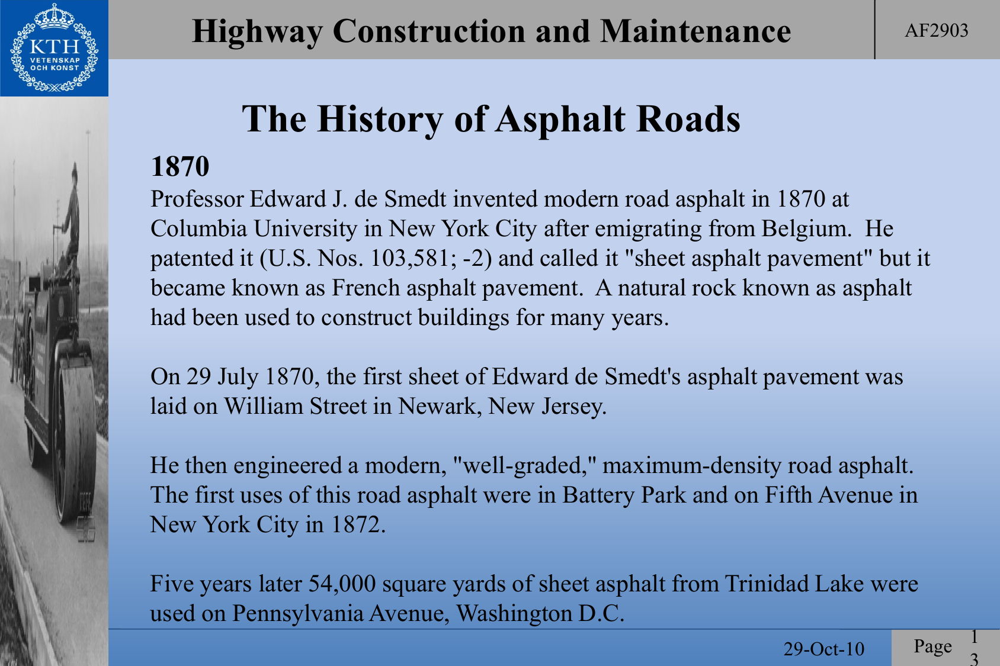 KTH
VETENSKAP
OCH KONST
Highway Construction and Maintenance
AF2903
The History of Asphalt Roads
1870
Professor Edward J. de Smedt invented modern road asphalt in 1870 at
Columbia University in New York City after emigrating from Belgium.  He
patented it (U.S. Nos. 103,581; -2) and called it "sheet asphalt pavement" but it
became known as French asphalt pavement.  A natural rock known as asphalt
had been used to construct buildings for many years.
On 29 July 1870, the first sheet of Edward de Smedt's asphalt pavement was
laid on William Street in Newark, New Jersey.
He then engineered a modern, "well-graded," maximum-density road asphalt.
The first uses of this road asphalt were in Battery Park and on Fifth Avenue in
New York City in 1872.
Five years later 54,000 square yards of sheet asphalt from Trinidad Lake were
used on Pennsylvania Avenue, Washington D.C.
29-Oct-10
Page
1
3